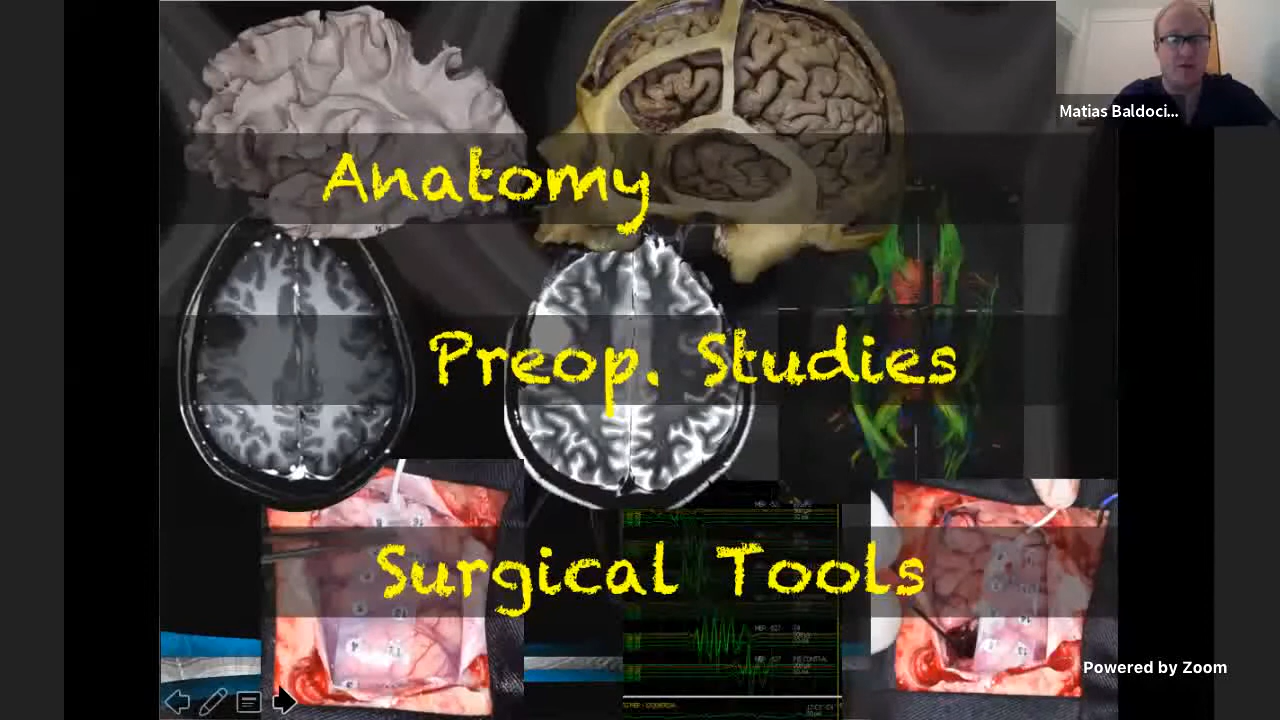 Matias Baldoci...
Anatomy
Preop. Studies
Surgical Tools
Powered by Zoom